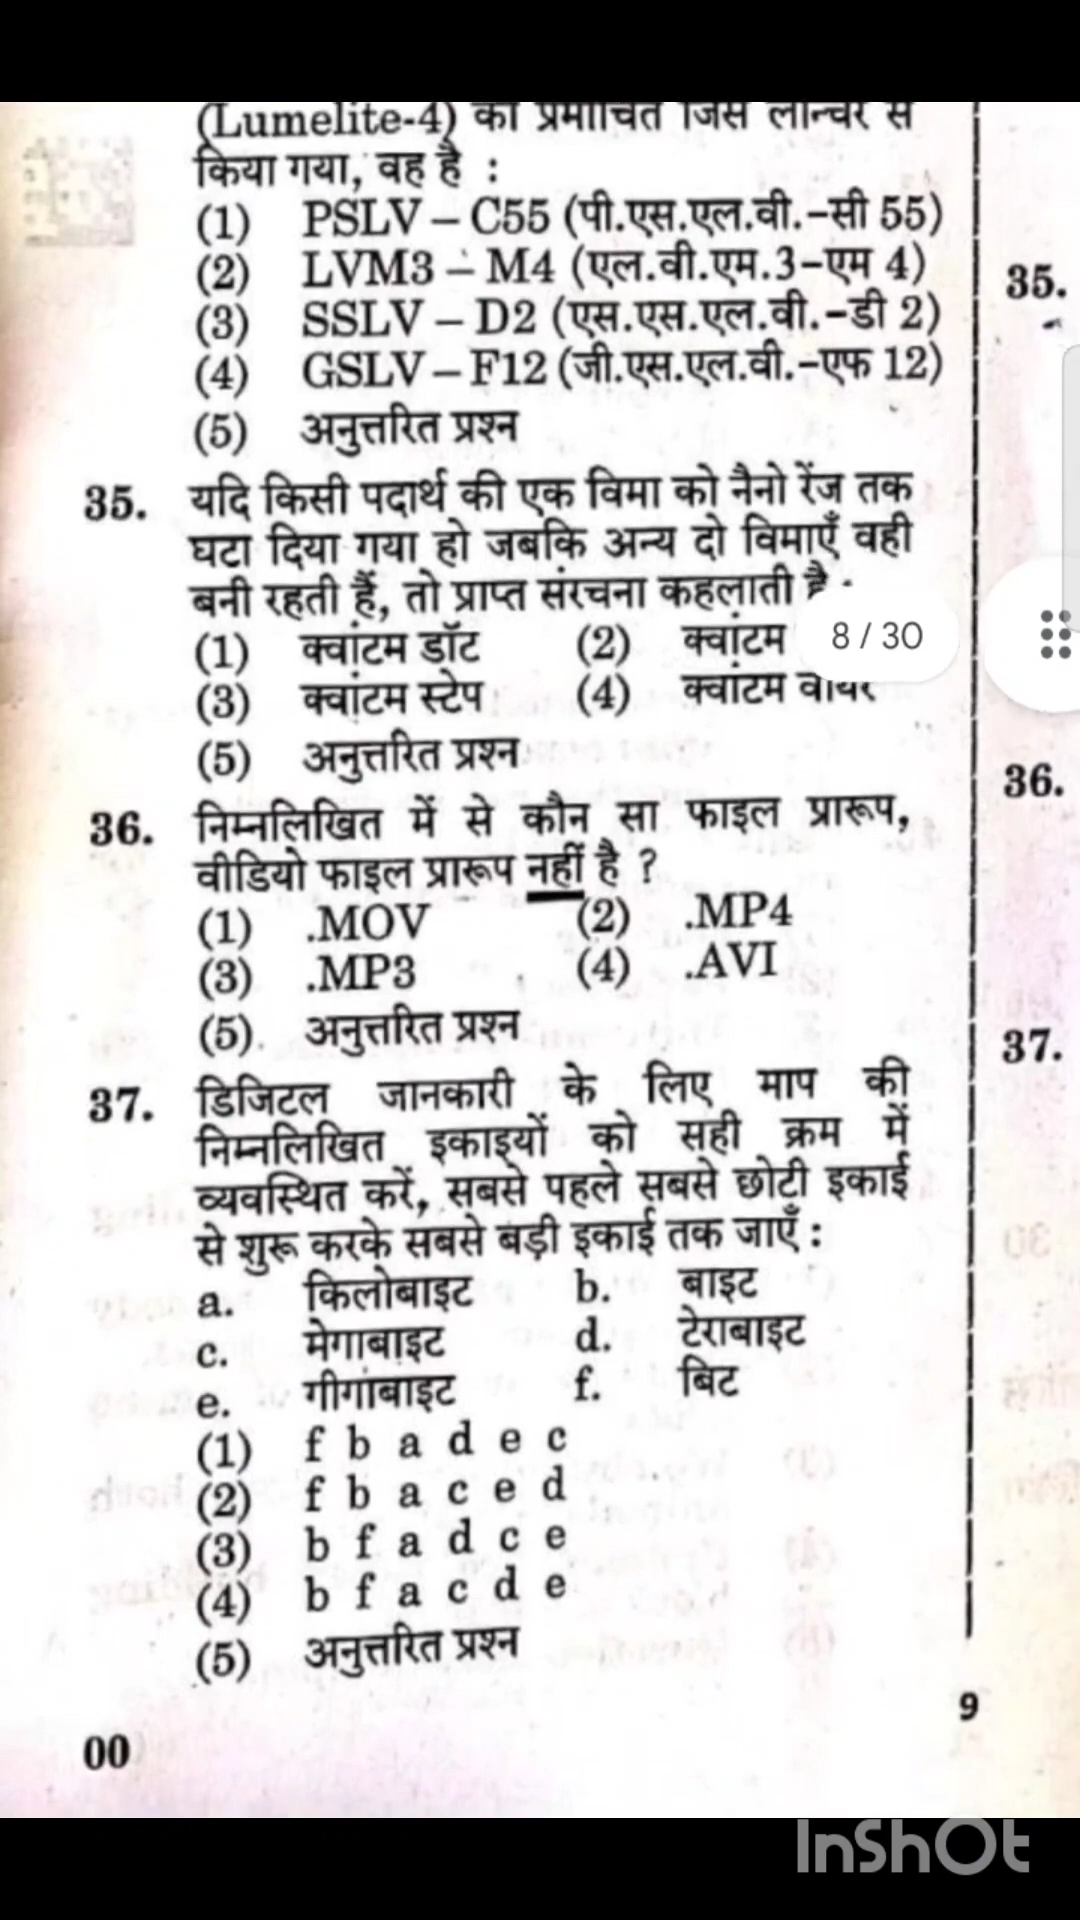 (Lumelite-4) को प्रमोचित जिस लॉन्चर से
किया गया, वह है :
(1) PSLV – C55 (पी.एस.एल.वी.–सी 55)
(2) LVM3 – M4 (एल.वी.एम.3–एम 4)
(3) SSLV – D2 (एस.एस.एल.वी.–डी 2)
(4) GSLV – F12 (जी.एस.एल.वी.–एफ 12)
(5) अनुत्तरित प्रश्न
35. यदि किसी पदार्थ की एक विमा को नैनो रेंज तक
घटा दिया गया हो जबकि अन्य दो विमाएँ वही
बनी रहती हैं, तो प्राप्त संरचना कहलाती है
(1) क्वांटम डॉट (2) क्वांटम
8 / 30
(3) क्वांटम स्टेप (4) क्वांटम वायर
(5) अनुत्तरित प्रश्न
36. निम्नलिखित में से कौन सा फाइल प्रारूप,
वीडियो फाइल प्रारूप नहीं है ?
(1) .MOV (2) .MP4
(3) .MP3 (4) .AVI
(5) अनुत्तरित प्रश्न
37. डिजिटल जानकारी के लिए माप की
निम्नलिखित इकाइयों को सही क्रम में
व्यवस्थित करें, सबसे पहले सबसे छोटी इकाई
से शुरू करके सबसे बड़ी इकाई तक जाएँ :
a. किलोबाइट b. बाइट
c. मेगाबाइट d. टेराबाइट
e. गीगाबाइट f. बिट
(1) f b a d e c
(2) f b a c e d
(3) b f a d c e
(4) b f a c d e
(5) अनुत्तरित प्रश्न
9
00
35.
36.
37.
InShOt